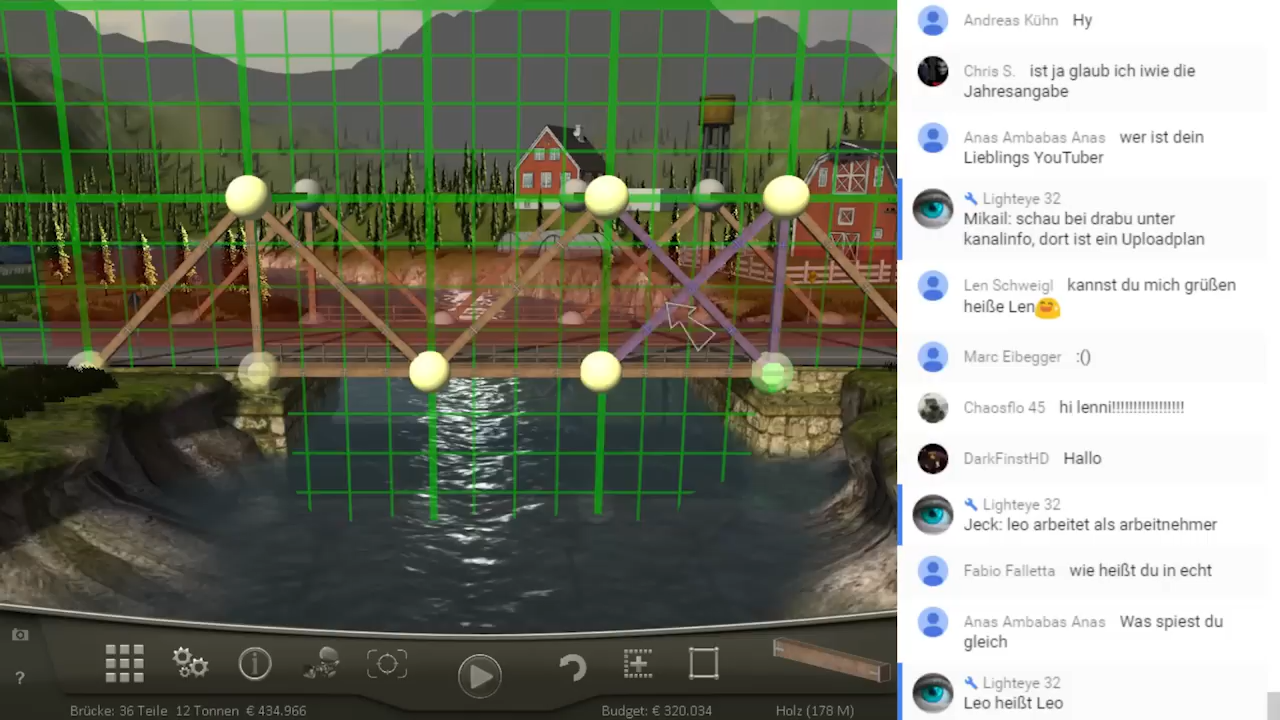 Andreas Kühn Hy
Chris S. ist ja glaub ich iwie die
Jahresangabe
Anas Ambabas Anas wer ist dein
Lieblings YouTuber
Lighteye 32
Mikail: schau bei drabu unter
kanalinfo, dort ist ein Uploadplan
Len Schweigl kannst du mich grüßen
heiße Len
Marc Eibegger :()
Chaosflo 45 hi lenni!!!!!!!!!!!!!!!!
DarkFinstHD Hallo
Lighteye 32
Jeck: leo arbeitet als arbeitnehmer
Fabio Falletta wie heißt du in echt
Anas Ambabas Anas Was spiest du
gleich
Lighteye 32
Leo heißt Leo
?
Brücke: 36 Teile 12 Tonnen € 434.966
Budget: € 320.034
Holz (178 M)